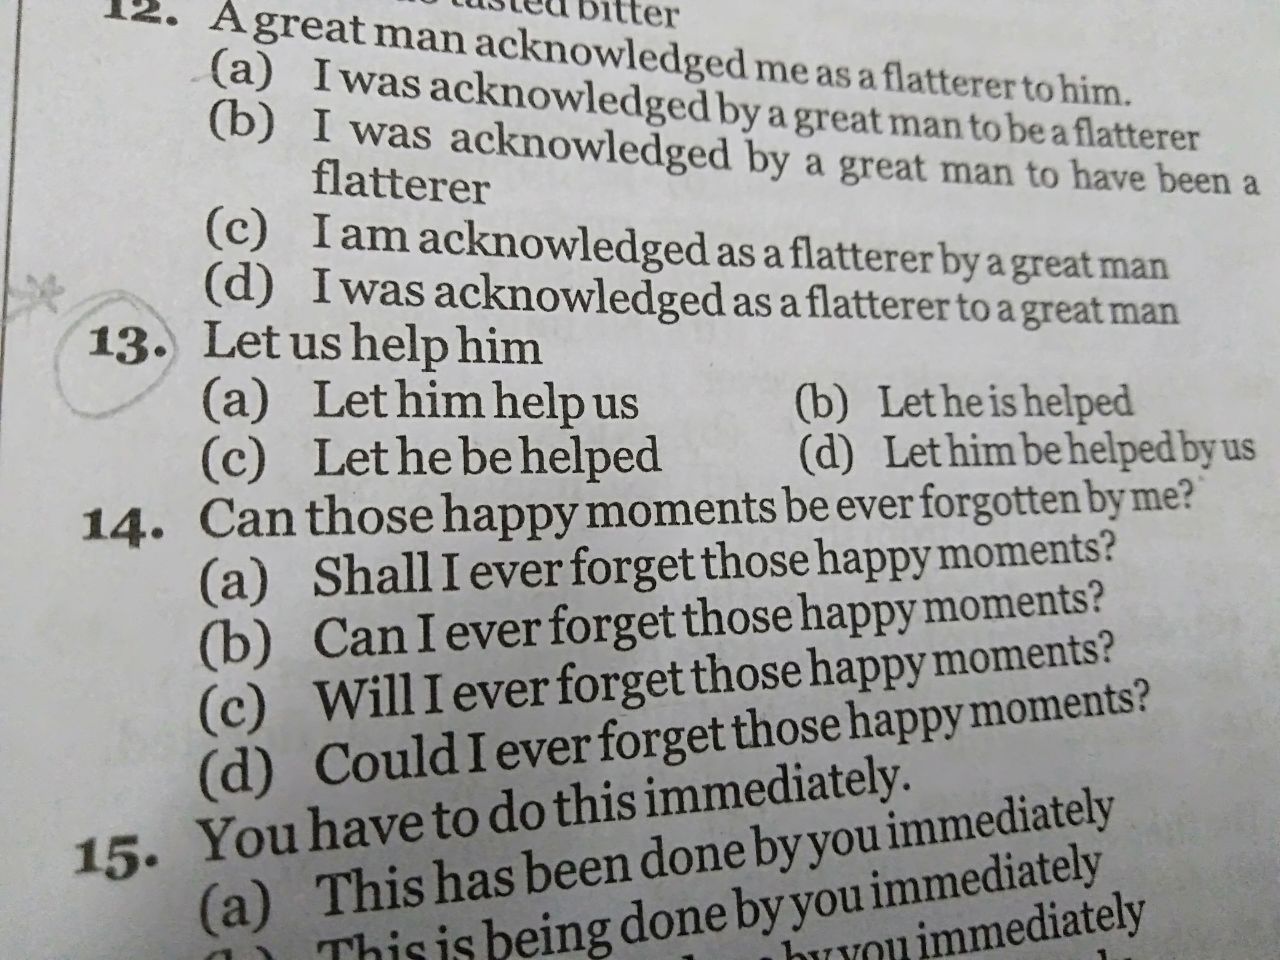 tasted bitter
12. A great man acknowledged me as a flatterer to him.
(a) I was acknowledged by a great man to be a flatterer
(b) I was acknowledged by a great man to have been a
flatterer
(c) I am acknowledged as a flatterer by a great man
(d) I was acknowledged as a flatterer to a great man
13. Let us help him
(a) Let him help us (b) Let he is helped
(c) Let he be helped (d) Let him be helped by us
14. Can those happy moments be ever forgotten by me?
(a) Shall I ever forget those happy moments?
(b) Can I ever forget those happy moments?
(c) Will I ever forget those happy moments?
(d) Could I ever forget those happy moments?
15. You have to do this immediately.
(a) This has been done by you immediately
This is being done by you immediately
by you immediately